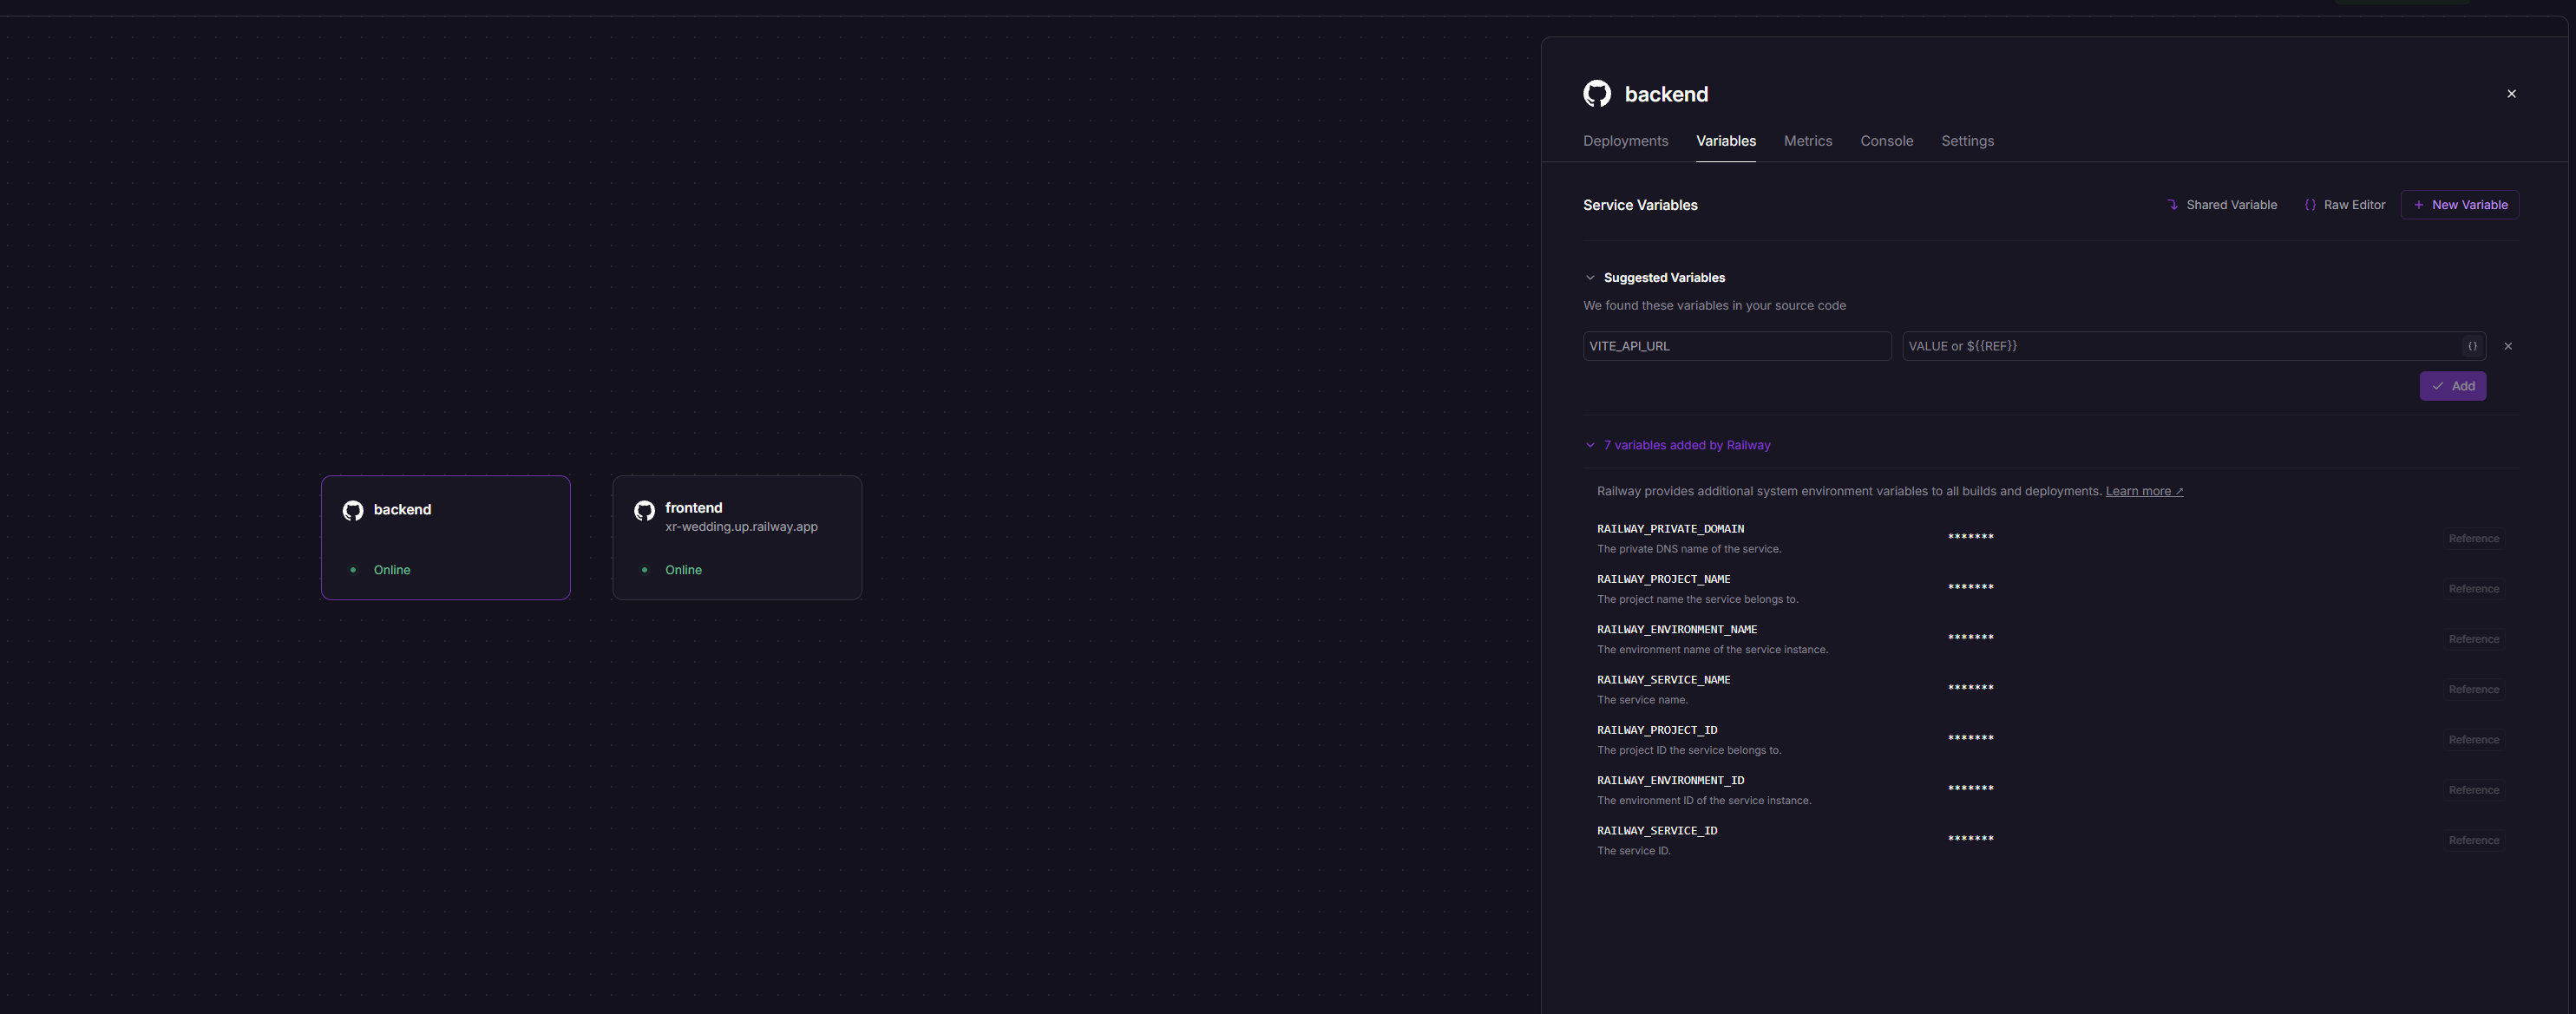 backend
Online
frontend
xr-wedding.up.railway.app
Online
backend
Deployments
Variables
Metrics
Console
Settings
Service Variables
Shared Variable
{} Raw Editor
+ New Variable
Suggested Variables
We found these variables in your source code
VITE_API_URL
VALUE or ${{REF}}
{}
Add
7 variables added by Railway
Railway provides additional system environment variables to all builds and deployments. Learn more ↗
RAILWAY_PRIVATE_DOMAIN
The private DNS name of the service.
*******
Reference
RAILWAY_PROJECT_NAME
The project name the service belongs to.
*******
Reference
RAILWAY_ENVIRONMENT_NAME
The environment name of the service instance.
*******
Reference
RAILWAY_SERVICE_NAME
The service name.
*******
Reference
RAILWAY_PROJECT_ID
The project ID the service belongs to.
*******
Reference
RAILWAY_ENVIRONMENT_ID
The environment ID of the service instance.
*******
Reference
RAILWAY_SERVICE_ID
The service ID.
*******
Reference